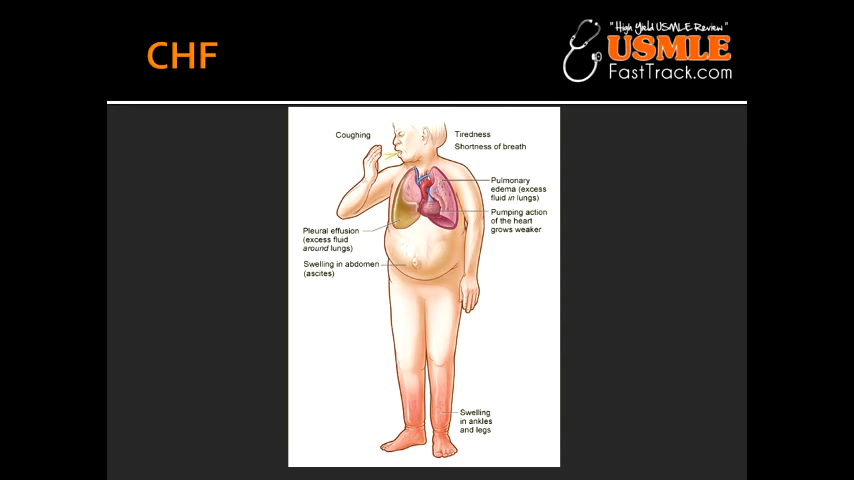 CHF
"High Yield USMLE Review"
USMLE
FastTrack.com
Coughing
Tiredness
Shortness of breath
Pulmonary
edema (excess
fluid in lungs)
Pumping action
of the heart
grows weaker
Pleural effusion
(excess fluid
around lungs)
Swelling in abdomen
(ascites)
Swelling
in ankles
and legs